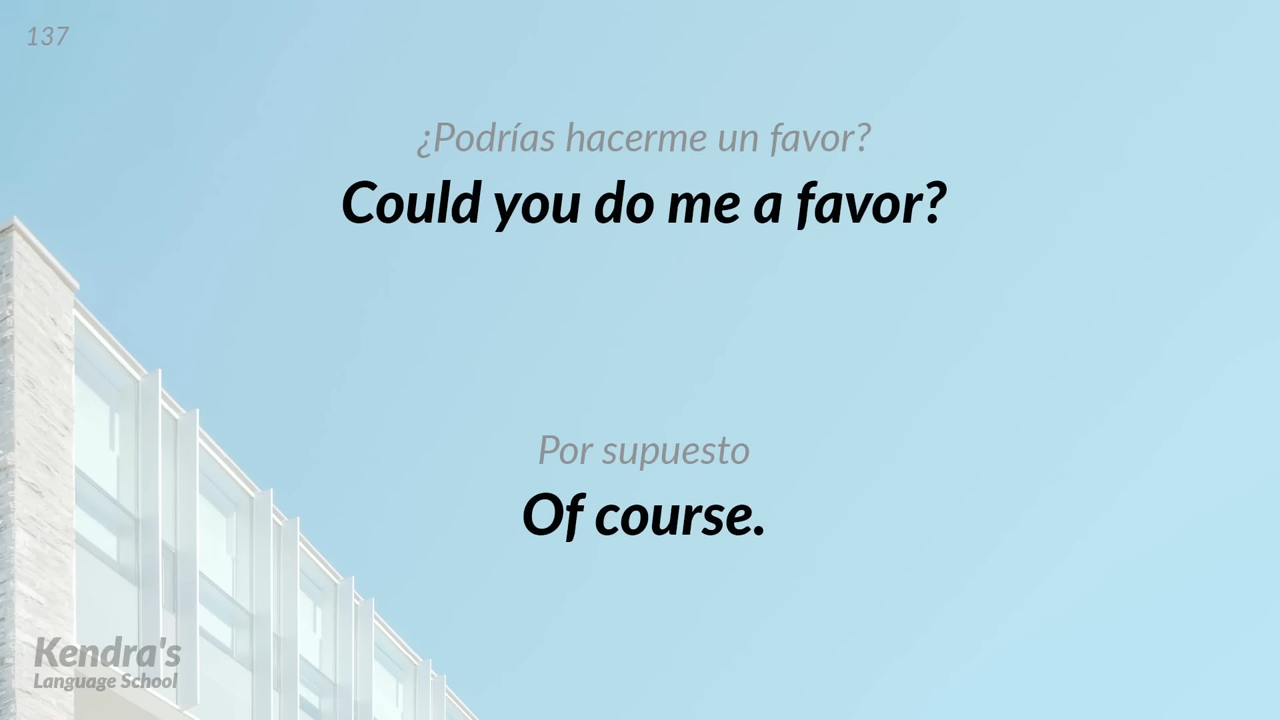 137
¿Podrías hacerme un favor?
Could you do me a favor?
Por supuesto
Of course.
Kendra's
Language School